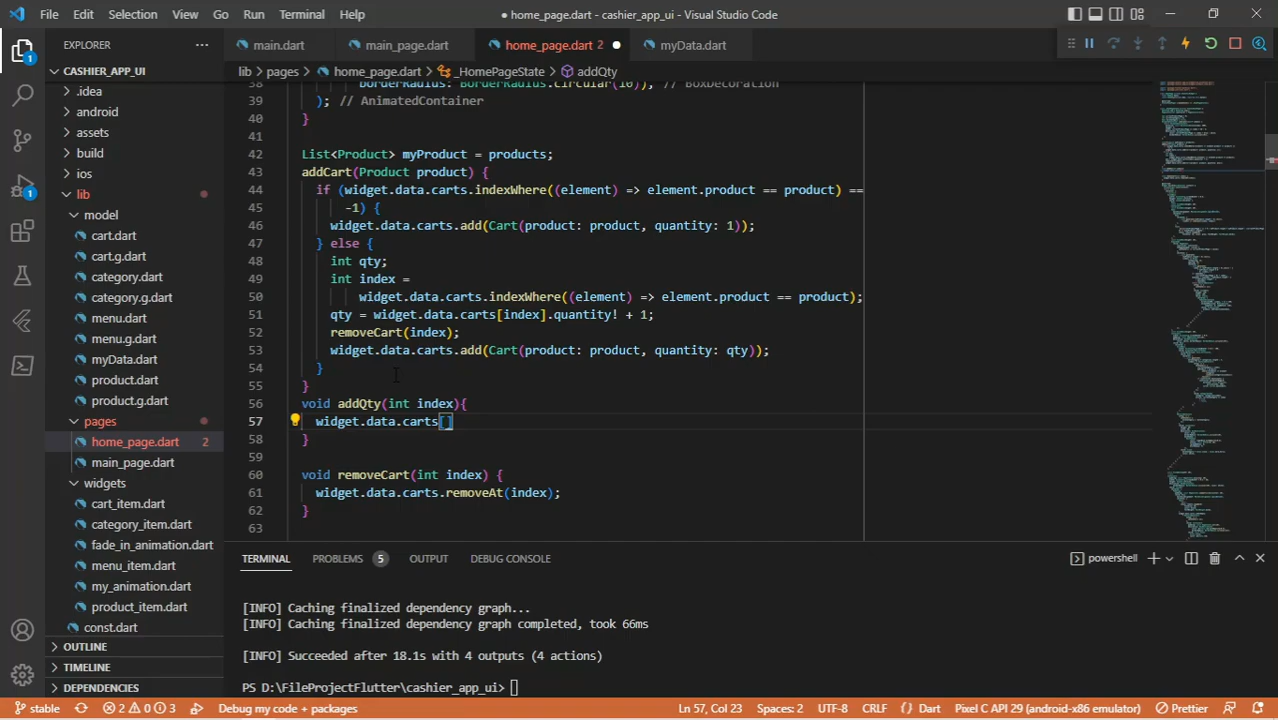 File Edit Selection View Go Run Terminal Help
● home_page.dart - cashier_app_ui - Visual Studio Code
EXPLORER
CASHIER_APP_UI
.idea
android
assets
build
ios
lib
model
cart.dart
cart.g.dart
category.dart
category.g.dart
menu.dart
menu.g.dart
myData.dart
product.dart
product.g.dart
pages
home_page.dart 2
main_page.dart
widgets
cart_item.dart
category_item.dart
fade_in_animation.dart
menu_item.dart
my_animation.dart
product_item.dart
const.dart
OUTLINE
TIMELINE
DEPENDENCIES
1
1
main.dart main_page.dart home_page.dart 2 myData.dart
lib > pages > home_page.dart > _HomePageState > addQty
38 borderRadius: BorderRadius.circular(10)), // BoxDecoration
39 ); // AnimatedContainer
40 }
41
42 List<Product> myProduct = products;
43 addCart(Product product) {
44 if (widget.data.carts.indexWhere((element) => element.product == product) ==
45 -1) {
46 widget.data.carts.add(Cart(product: product, quantity: 1));
47 } else {
48 int qty;
49 int index =
50 widget.data.carts.indexWhere((element) => element.product == product);
51 qty = widget.data.carts[index].quantity! + 1;
52 removeCart(index);
53 widget.data.carts.add(Cart(product: product, quantity: qty));
54 }
55 }
56 void addQty(int index){
57 widget.data.carts[]
58 }
59
60 void removeCart(int index) {
61 widget.data.carts.removeAt(index);
62 }
63
TERMINAL PROBLEMS 5 OUTPUT DEBUG CONSOLE
powershell
[INFO] Caching finalized dependency graph...
[INFO] Caching finalized dependency graph completed, took 66ms
[INFO] Succeeded after 18.1s with 4 outputs (4 actions)
PS D:\FileProjectFlutter\cashier_app_ui>
stable 2 0 3 Debug my code + packages Ln 57, Col 23 Spaces: 2 UTF-8 CRLF Dart Pixel C API 29 (android-x86 emulator) Prettier